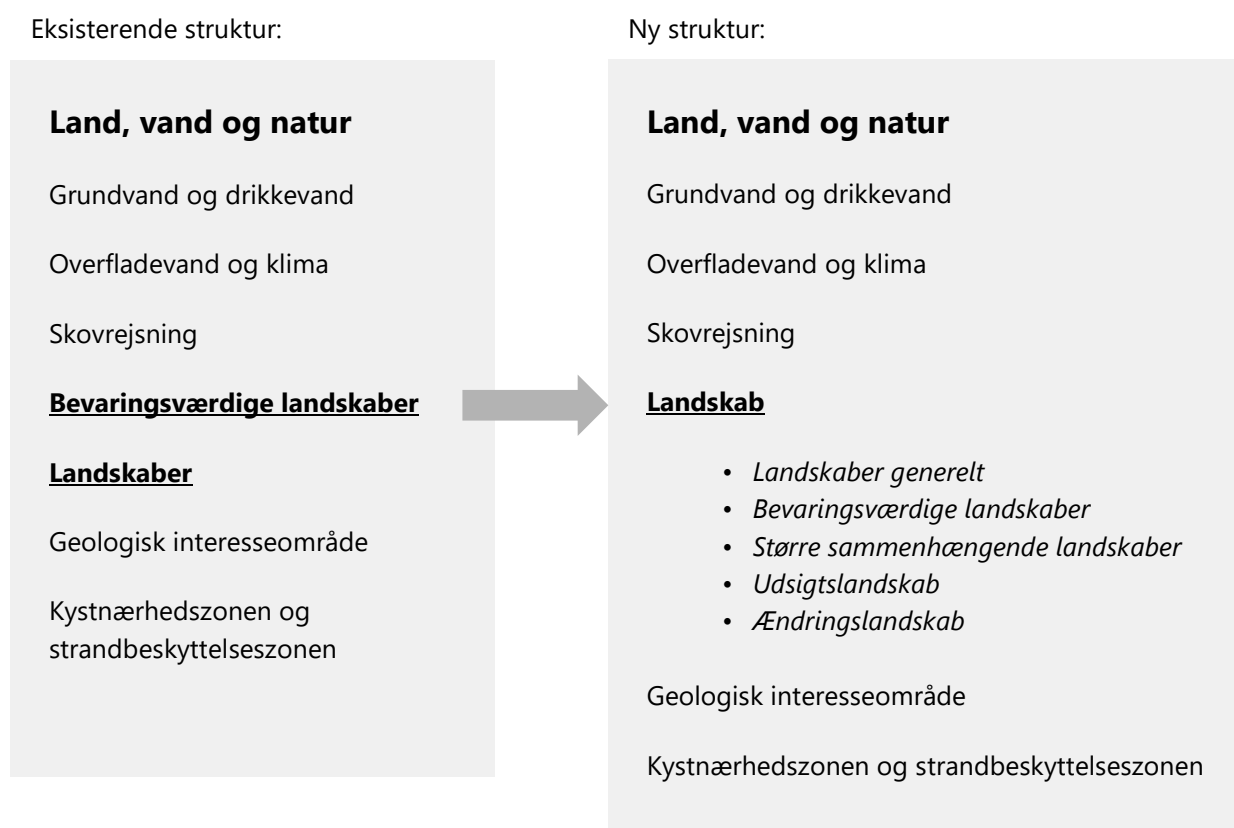 Eksisterende struktur:
Land, vand og natur
Grundvand og drikkevand
Overfladevand og klima
Skovrejsning
Bevaringsværdige landskaber
Landskaber
Geologisk interesseområde
Kystnærhedszonen og
strandbeskyttelseszonen
Ny struktur:
Land, vand og natur
Grundvand og drikkevand
Overfladevand og klima
Skovrejsning
Landskab
• Landskaber generelt
• Bevaringsværdige landskaber
• Større sammenhængende landskaber
• Udsigtslandskab
• Ændringslandskab
Geologisk interesseområde
Kystnærhedszonen og strandbeskyttelseszonen